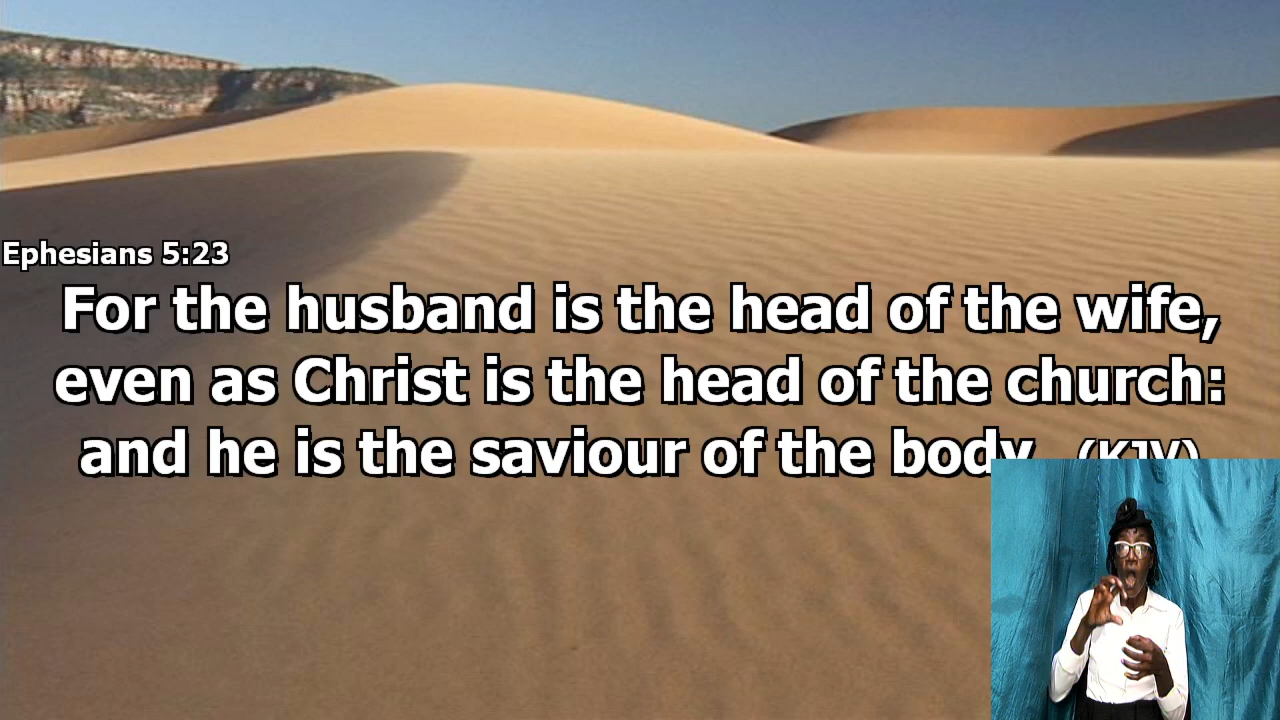 Ephesians 5:23
For the husband is the head of the wife,
even as Christ is the head of the church:
and he is the saviour of the body (KJV)